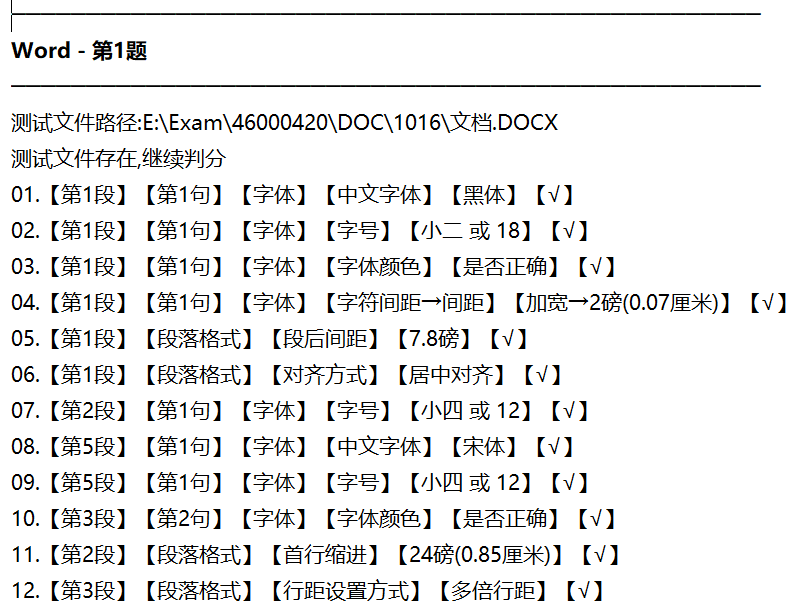 Word - 第1题
测试文件路径:E:\Exam\46000420\DOC\1016\文档.DOCX
测试文件存在,继续判分
01.【第1段】【第1句】【字体】【中文字体】【黑体】【√】
02.【第1段】【第1句】【字体】【字号】【小二 或 18】【√】
03.【第1段】【第1句】【字体】【字体颜色】【是否正确】【√】
04.【第1段】【第1句】【字体】【字符间距→间距】【加宽→2磅(0.07厘米)】【√】
05.【第1段】【段落格式】【段后间距】【7.8磅】【√】
06.【第1段】【段落格式】【对齐方式】【居中对齐】【√】
07.【第2段】【第1句】【字体】【字号】【小四 或 12】【√】
08.【第5段】【第1句】【字体】【中文字体】【宋体】【√】
09.【第5段】【第1句】【字体】【字号】【小四 或 12】【√】
10.【第3段】【第2句】【字体】【字体颜色】【是否正确】【√】
11.【第2段】【段落格式】【首行缩进】【24磅(0.85厘米)】【√】
12.【第3段】【段落格式】【行距设置方式】【多倍行距】【√】